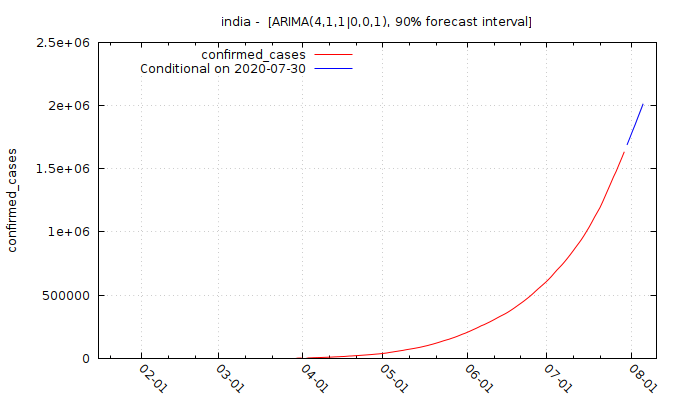 india -  [ARIMA(4,1,1|0,0,1), 90% forecast interval]
confirmed_cases
Conditional on 2020-07-30
2.5e+06
2e+06
1.5e+06
1e+06
500000
0
confirmed_cases
02-01
03-01
04-01
05-01
06-01
07-01
08-01